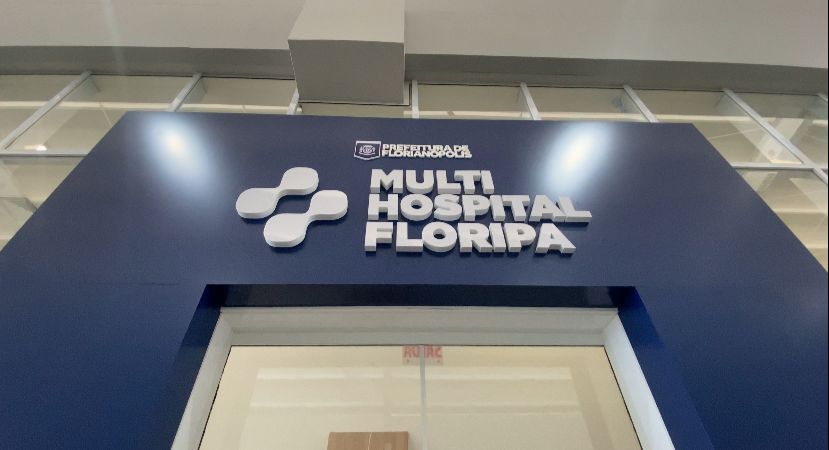 PREFEITURA DE
FLORIANÓPOLIS
MULTI
HOSPITAL
FLORIPA